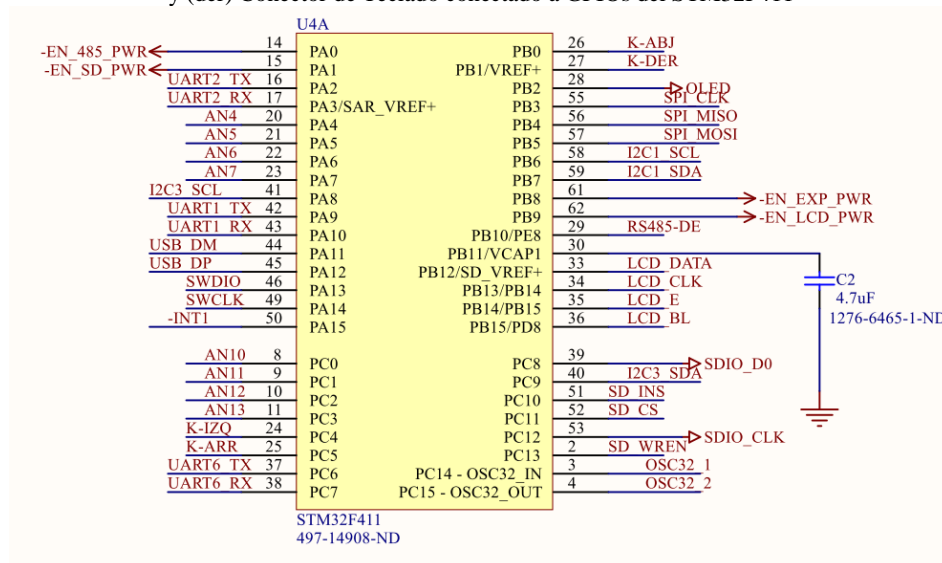 y (der) Conector de Teclado conectado a GPIOs del STM32F411
U4A
-EN_485_PWR 14 PA0 PB0 26 K-ABJ
-EN_SD_PWR 15 PA1 PB1/VREF+ 27 K-DER
UART2_TX 16 PA2 PB2 28 OLED
UART2_RX 17 PA3/SAR_VREF+ PB3 55 SPI_CLK
AN4 20 PA4 PB4 56 SPI_MISO
AN5 21 PA5 PB5 57 SPI_MOSI
AN6 22 PA6 PB6 58 I2C1_SCL
AN7 23 PA7 PB7 59 I2C1_SDA
I2C3_SCL 41 PA8 PB8 61 -EN_EXP_PWR
UART1_TX 42 PA9 PB9 62 -EN_LCD_PWR
UART1_RX 43 PA10 PB10/PE8 29 RS485-DE
USB_DM 44 PA11 PB11/VCAP1 30
USB_DP 45 PA12 PB12/SD_VREF+ 33 LCD_DATA
SWDIO 46 PA13 PB13/PB14 34 LCD_CLK
SWCLK 49 PA14 PB14/PB15 35 LCD_E
-INT1 50 PA15 PB15/PD8 36 LCD_BL
C2
4.7uF
1276-6465-1-ND
AN10 8 PC0 PC8 39 SDIO_D0
AN11 9 PC1 PC9 40 I2C3_SDA
AN12 10 PC2 PC10 51 SD_INS
AN13 11 PC3 PC11 52 SD_CS
K-IZQ 24 PC4 PC12 53 SDIO_CLK
K-ARR 25 PC5 PC13 2 SD_WREN
UART6_TX 37 PC6 PC14 - OSC32_IN 3 OSC32_1
UART6_RX 38 PC7 PC15 - OSC32_OUT 4 OSC32_2
STM32F411
497-14908-ND